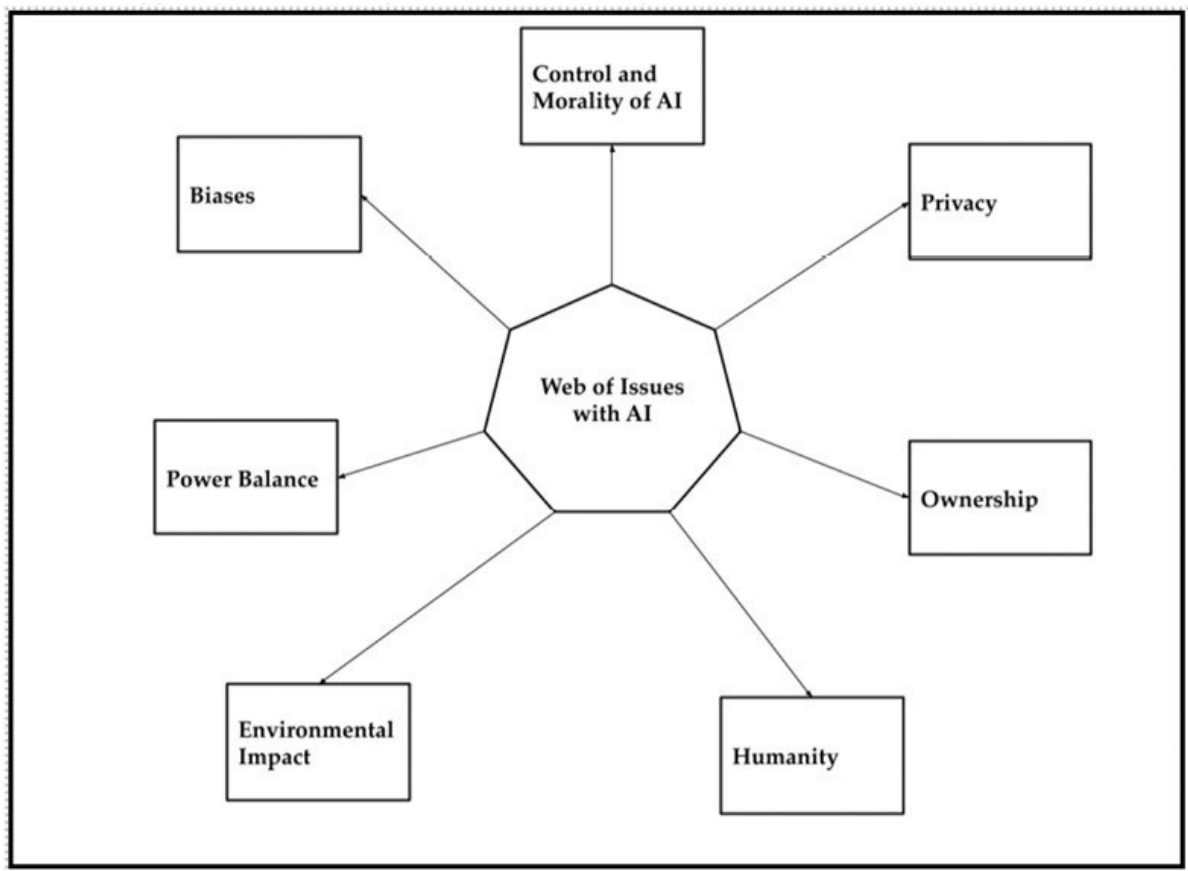 Control and
Morality of AI
Biases
Privacy
Web of Issues
with AI
Power Balance
Ownership
Environmental
Impact
Humanity